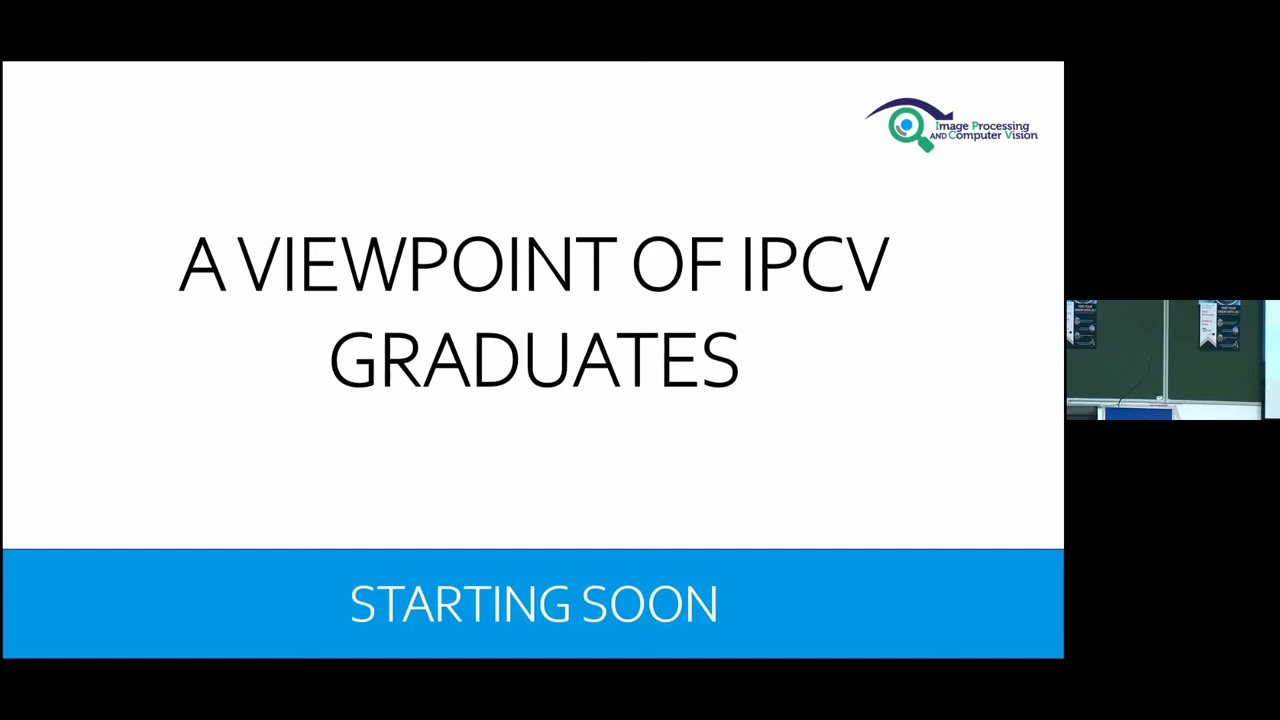 Image Processing
AND Computer Vision
A VIEWPOINT OF IPCV
GRADUATES
STARTING SOON